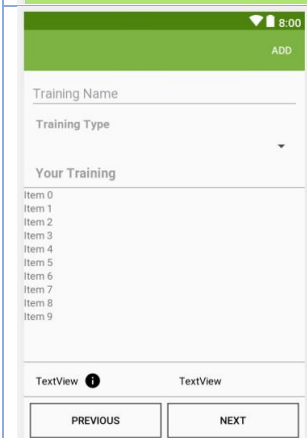 8:00
ADD
Training Name
Training Type
Your Training
Item 0
Item 1
Item 2
Item 3
Item 4
Item 5
Item 6
Item 7
Item 8
Item 9
TextView TextView
PREVIOUS NEXT